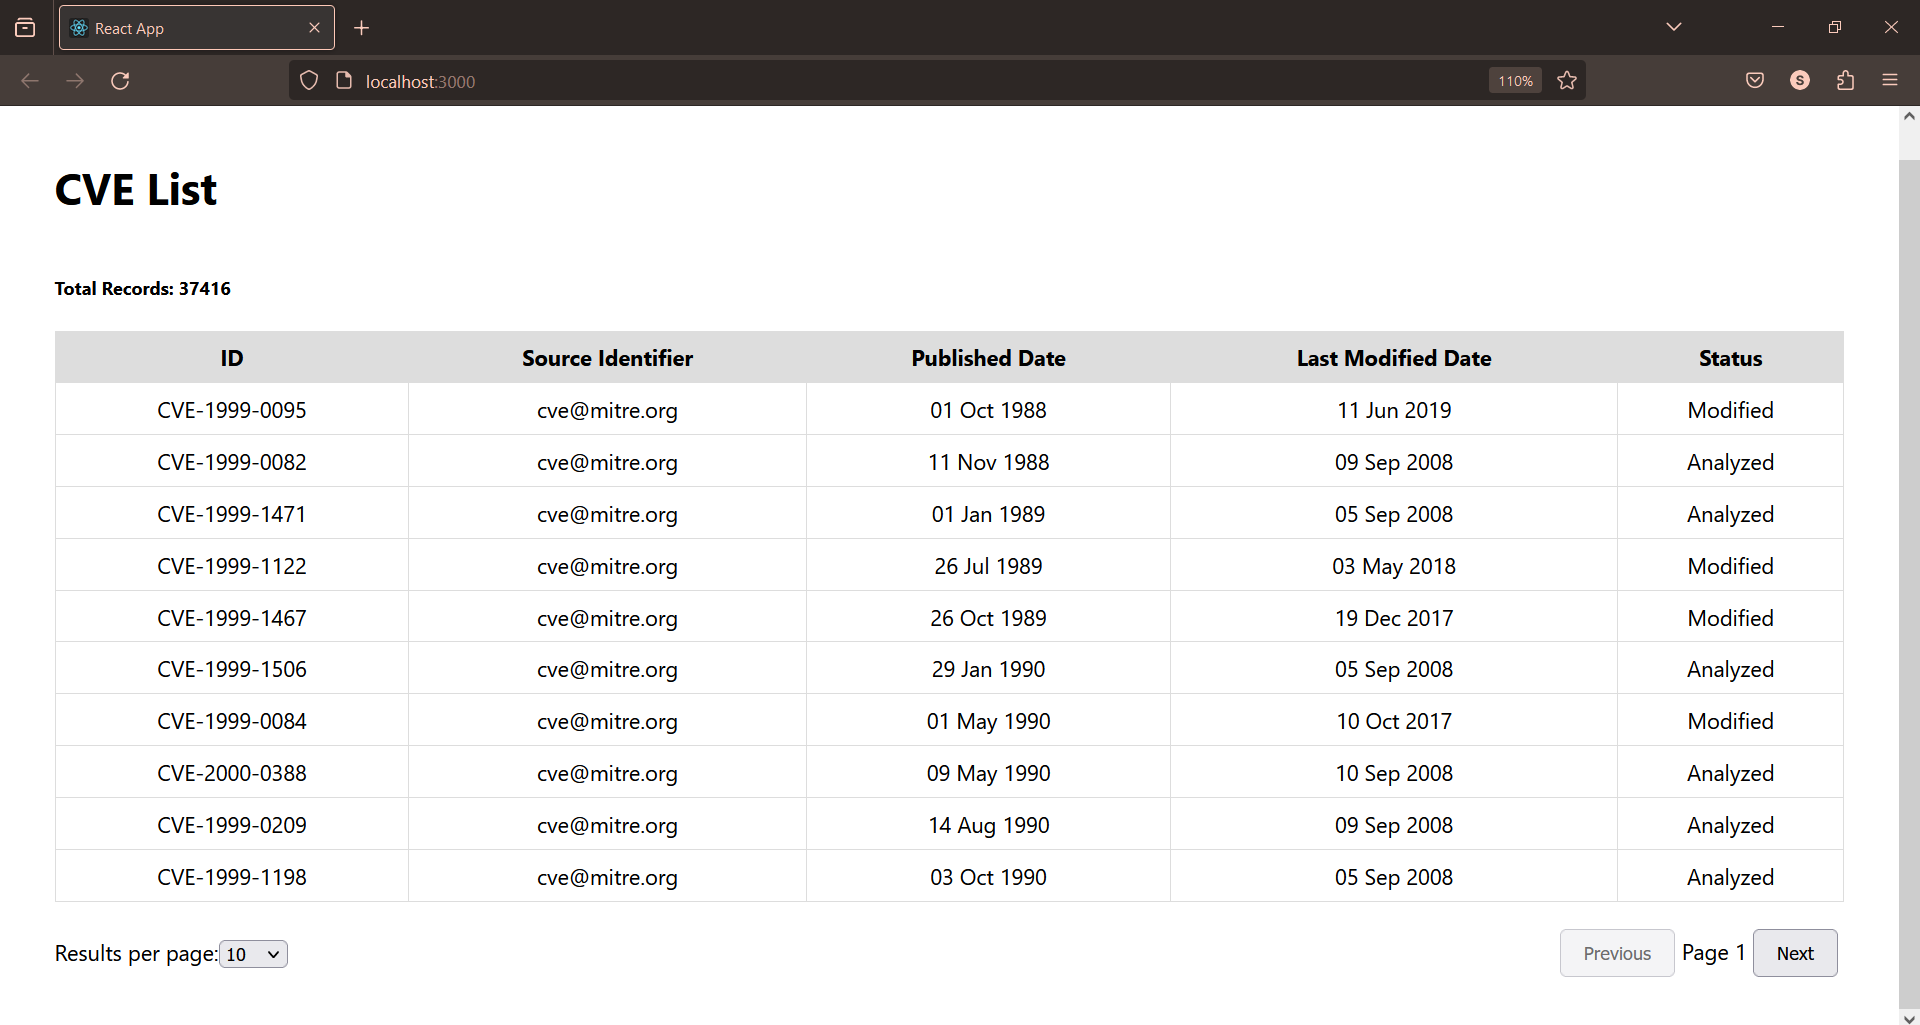 React App
localhost:3000
110%
S
CVE List
Total Records: 37416
ID Source Identifier Published Date Last Modified Date Status
CVE-1999-0095 cve@mitre.org 01 Oct 1988 11 Jun 2019 Modified
CVE-1999-0082 cve@mitre.org 11 Nov 1988 09 Sep 2008 Analyzed
CVE-1999-1471 cve@mitre.org 01 Jan 1989 05 Sep 2008 Analyzed
CVE-1999-1122 cve@mitre.org 26 Jul 1989 03 May 2018 Modified
CVE-1999-1467 cve@mitre.org 26 Oct 1989 19 Dec 2017 Modified
CVE-1999-1506 cve@mitre.org 29 Jan 1990 05 Sep 2008 Analyzed
CVE-1999-0084 cve@mitre.org 01 May 1990 10 Oct 2017 Modified
CVE-2000-0388 cve@mitre.org 09 May 1990 10 Sep 2008 Analyzed
CVE-1999-0209 cve@mitre.org 14 Aug 1990 09 Sep 2008 Analyzed
CVE-1999-1198 cve@mitre.org 03 Oct 1990 05 Sep 2008 Analyzed
Results per page: 10 Previous Page 1 Next